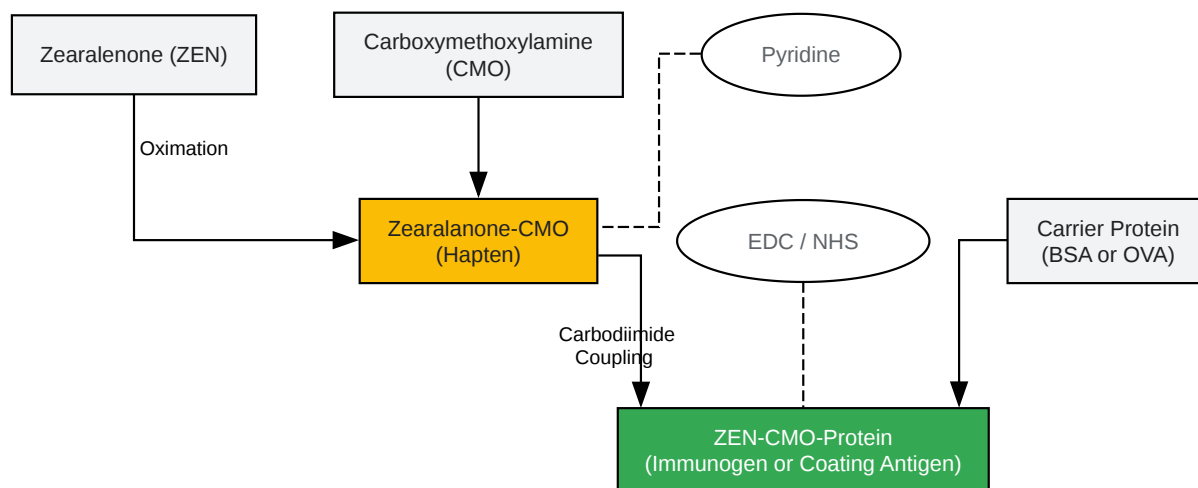 Zearalenone (ZEN)
Carboxymethoxylamine
(CMO)
Pyridine
Oximation
Zearalanone-CMO
(Hapten)
EDC / NHS
Carrier Protein
(BSA or OVA)
Carbodiimide
Coupling
ZEN-CMO-Protein
(Immunogen or Coating Antigen)